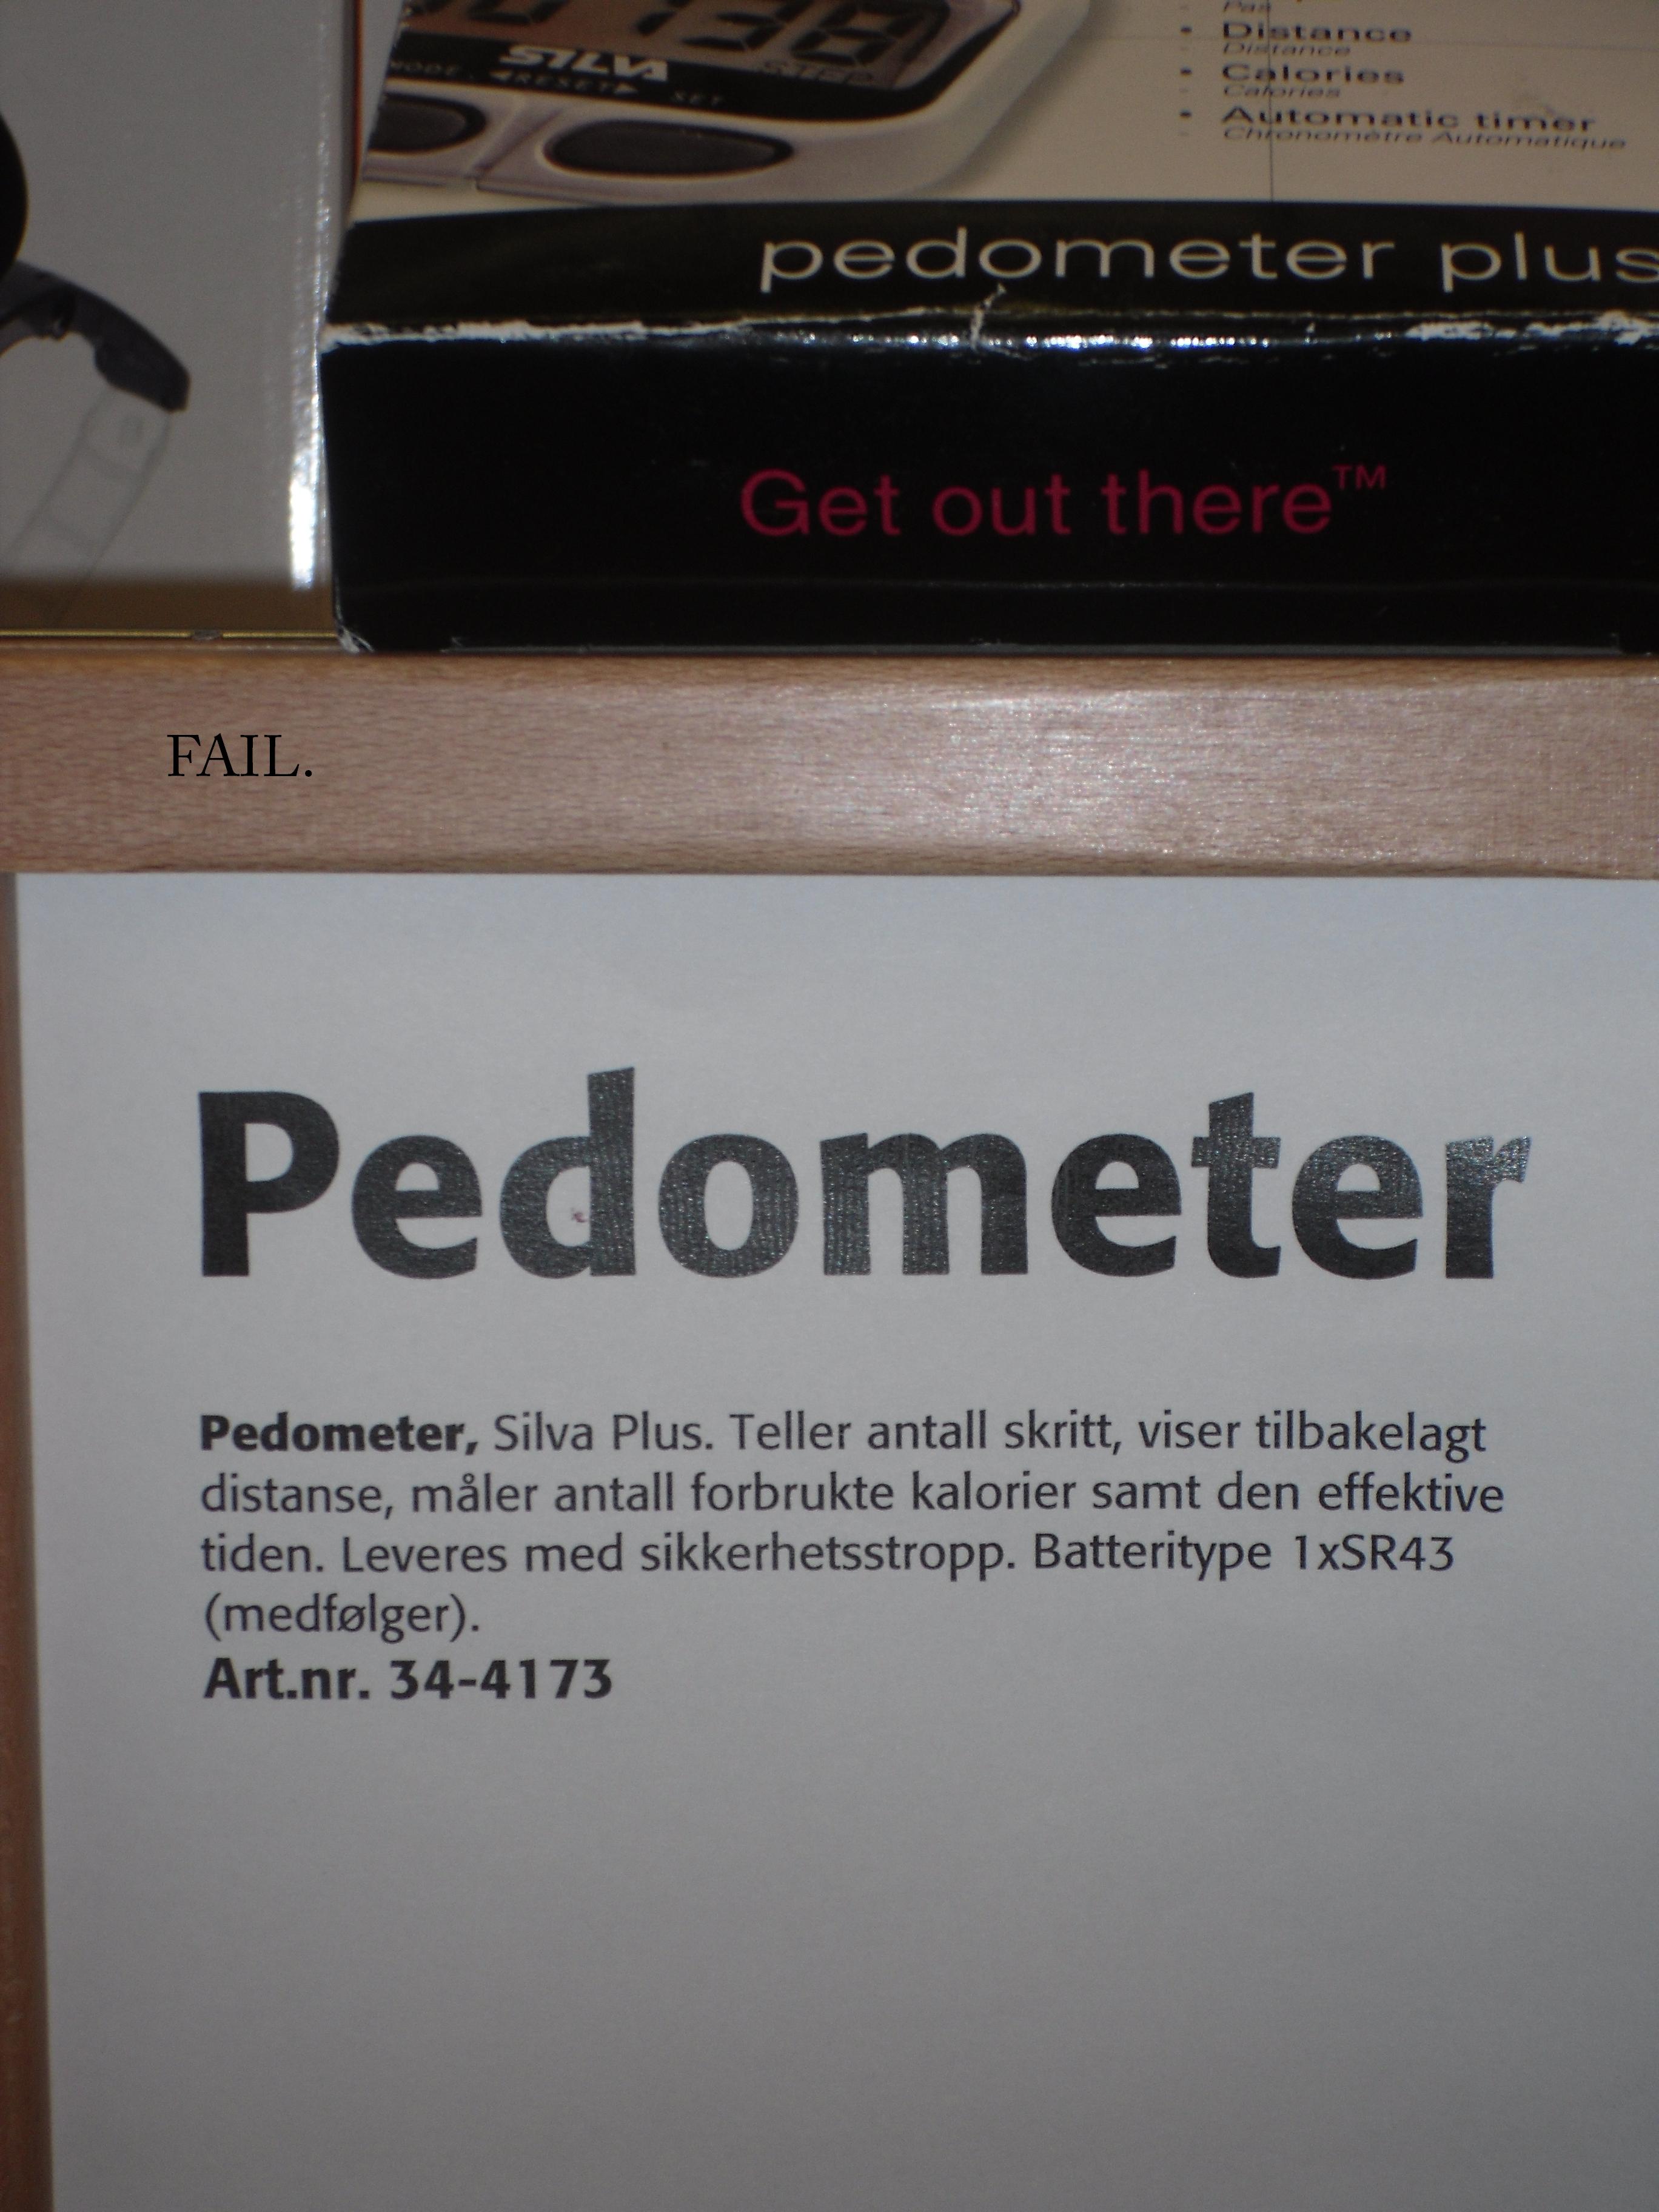 SILVA
STEP
MODE
◄RESET►
SET
Pas
• Distance
- Distance
• Calories
- Calories
• Automatic timer
- Chronomètre Automatique
pedometer plus
Get out there™
FAIL.
Pedometer
Pedometer, Silva Plus. Teller antall skritt, viser tilbakelagt
distanse, måler antall forbrukte kalorier samt den effektive
tiden. Leveres med sikkerhetsstropp. Batteritype 1xSR43
(medfølger).
Art.nr. 34-4173